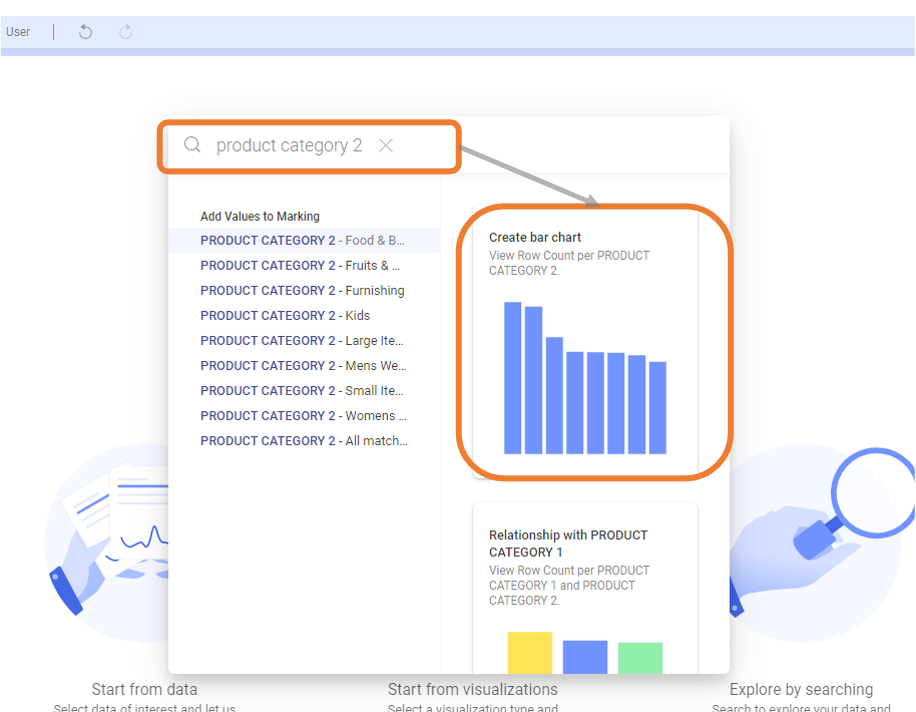 User
product category 2
Add Values to Marking
PRODUCT CATEGORY 2 - Food & B...
PRODUCT CATEGORY 2 - Fruits & ...
PRODUCT CATEGORY 2 - Furnishing
PRODUCT CATEGORY 2 - Kids
PRODUCT CATEGORY 2 - Large Ite...
PRODUCT CATEGORY 2 - Mens We...
PRODUCT CATEGORY 2 - Small Ite...
PRODUCT CATEGORY 2 - Womens ...
PRODUCT CATEGORY 2 - All match...
Create bar chart
View Row Count per PRODUCT
CATEGORY 2.
Relationship with PRODUCT
CATEGORY 1
View Row Count per PRODUCT
CATEGORY 1 and PRODUCT
CATEGORY 2.
Start from data
Select data of interest and let us
Start from visualizations
Select a visualization type and
Explore by searching
Search to explore your data and